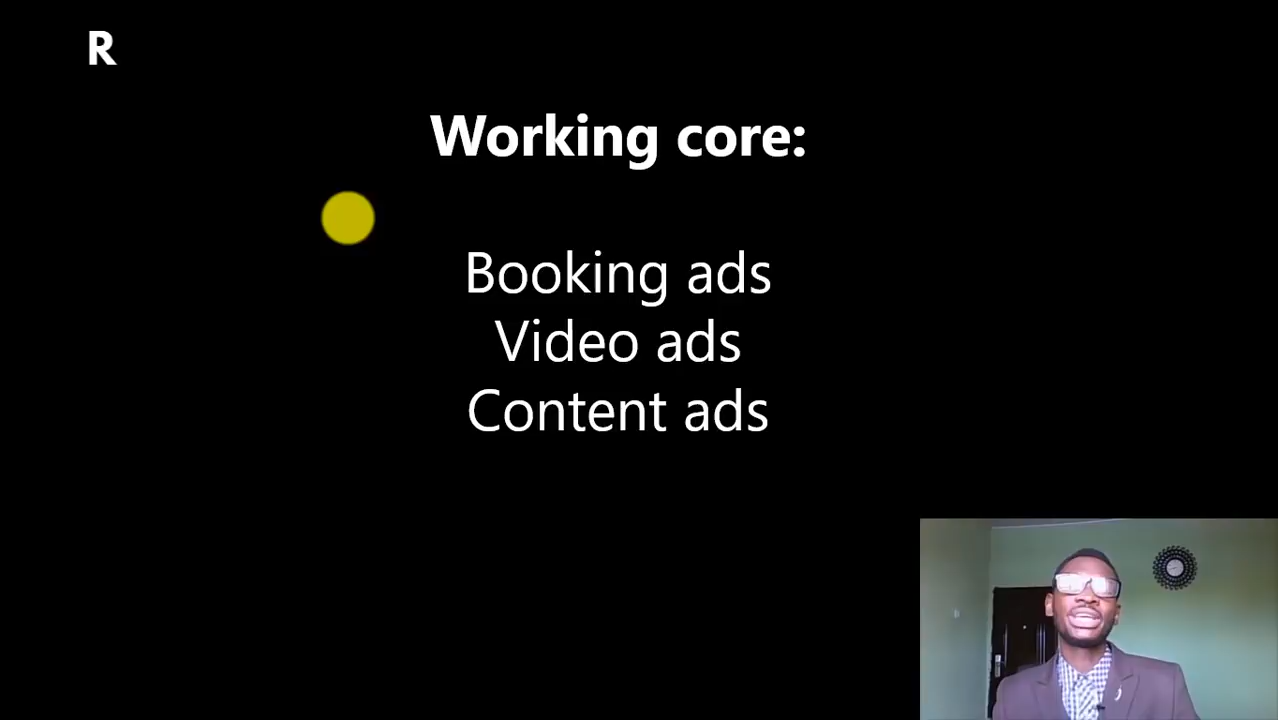 R
Working core:
Booking ads
Video ads
Content ads